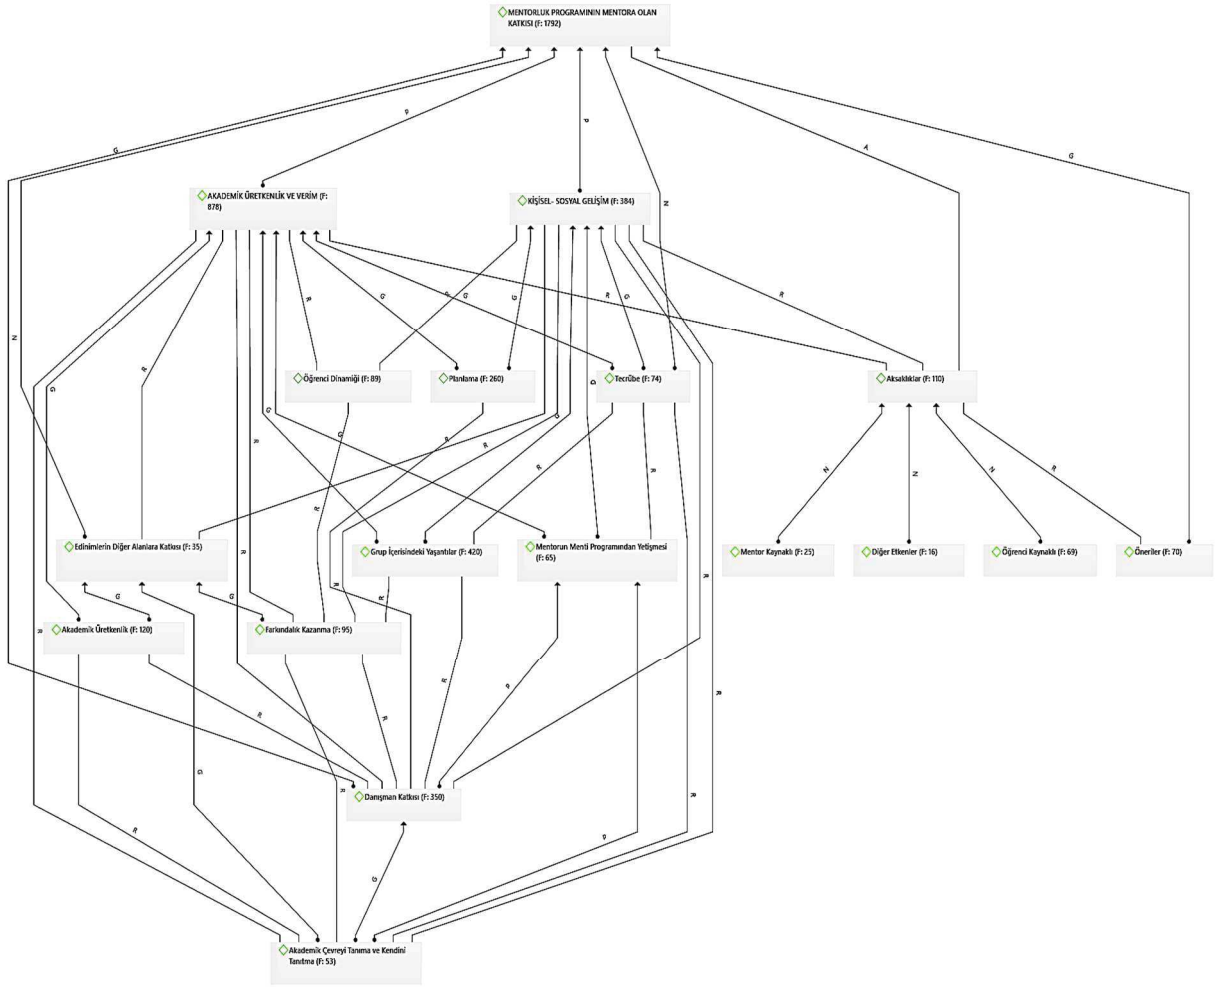 MENTORLUK PROGRAMININ MENTORA OLAN
KATKISI (F: 1792)
P
P
G
A
G
AKADEMİK ÜRETKENLİK VE VERİM (F:
878)
KİŞİSEL- SOSYAL GELİŞİM (F: 384)
N
R
G
G
G
G
R
R
N
Öğrenci Dinamiği (F: 89)
Planlama (F: 260)
Tecrübe (F: 74)
Aksaklıklar (F: 110)
R
G
G
G
R
R
R
R
R
N
N
N
R
R
Edinimlerin Diğer Alanlara Katkısı (F: 35)
Grup İçerisindeki Yaşantılar (F: 420)
Mentorun Menti Programından Yetişmesi
(F: 65)
Mentor Kaynaklı (F: 25)
Diğer Etkenler (F: 16)
Öğrenci Kaynaklı (F: 69)
Öneriler (F: 70)
R
R
R
R
G
G
Akademik Üretkenlik (F: 120)
Farkındalık Kazanma (F: 95)
R
R
P
R
R
R
G
R
Danışman Katkısı (F: 350)
R
R
P
G
Akademik Çevreyi Tanıma ve Kendini
Tanıtma (F: 53)